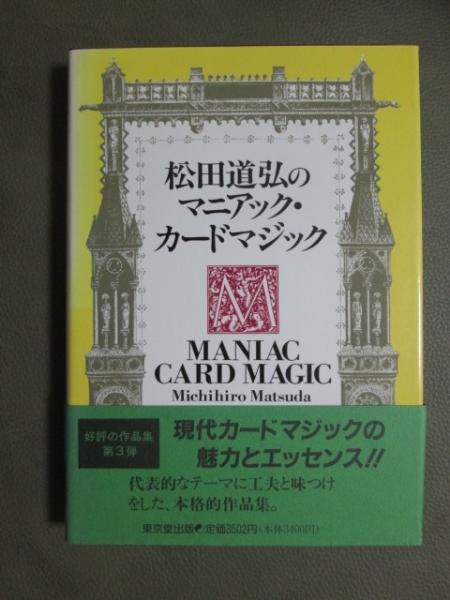 松田道弘の
マニアック・
カードマジック
M
MANIAC
CARD MAGIC
Michihiro Matsuda
好評の作品集
第3弾
現代カードマジックの
魅力とエッセンス!!
代表的なテーマに工夫と味つけ
をした、本格的作品集。
東京堂出版 定価3502円(本体3400円)